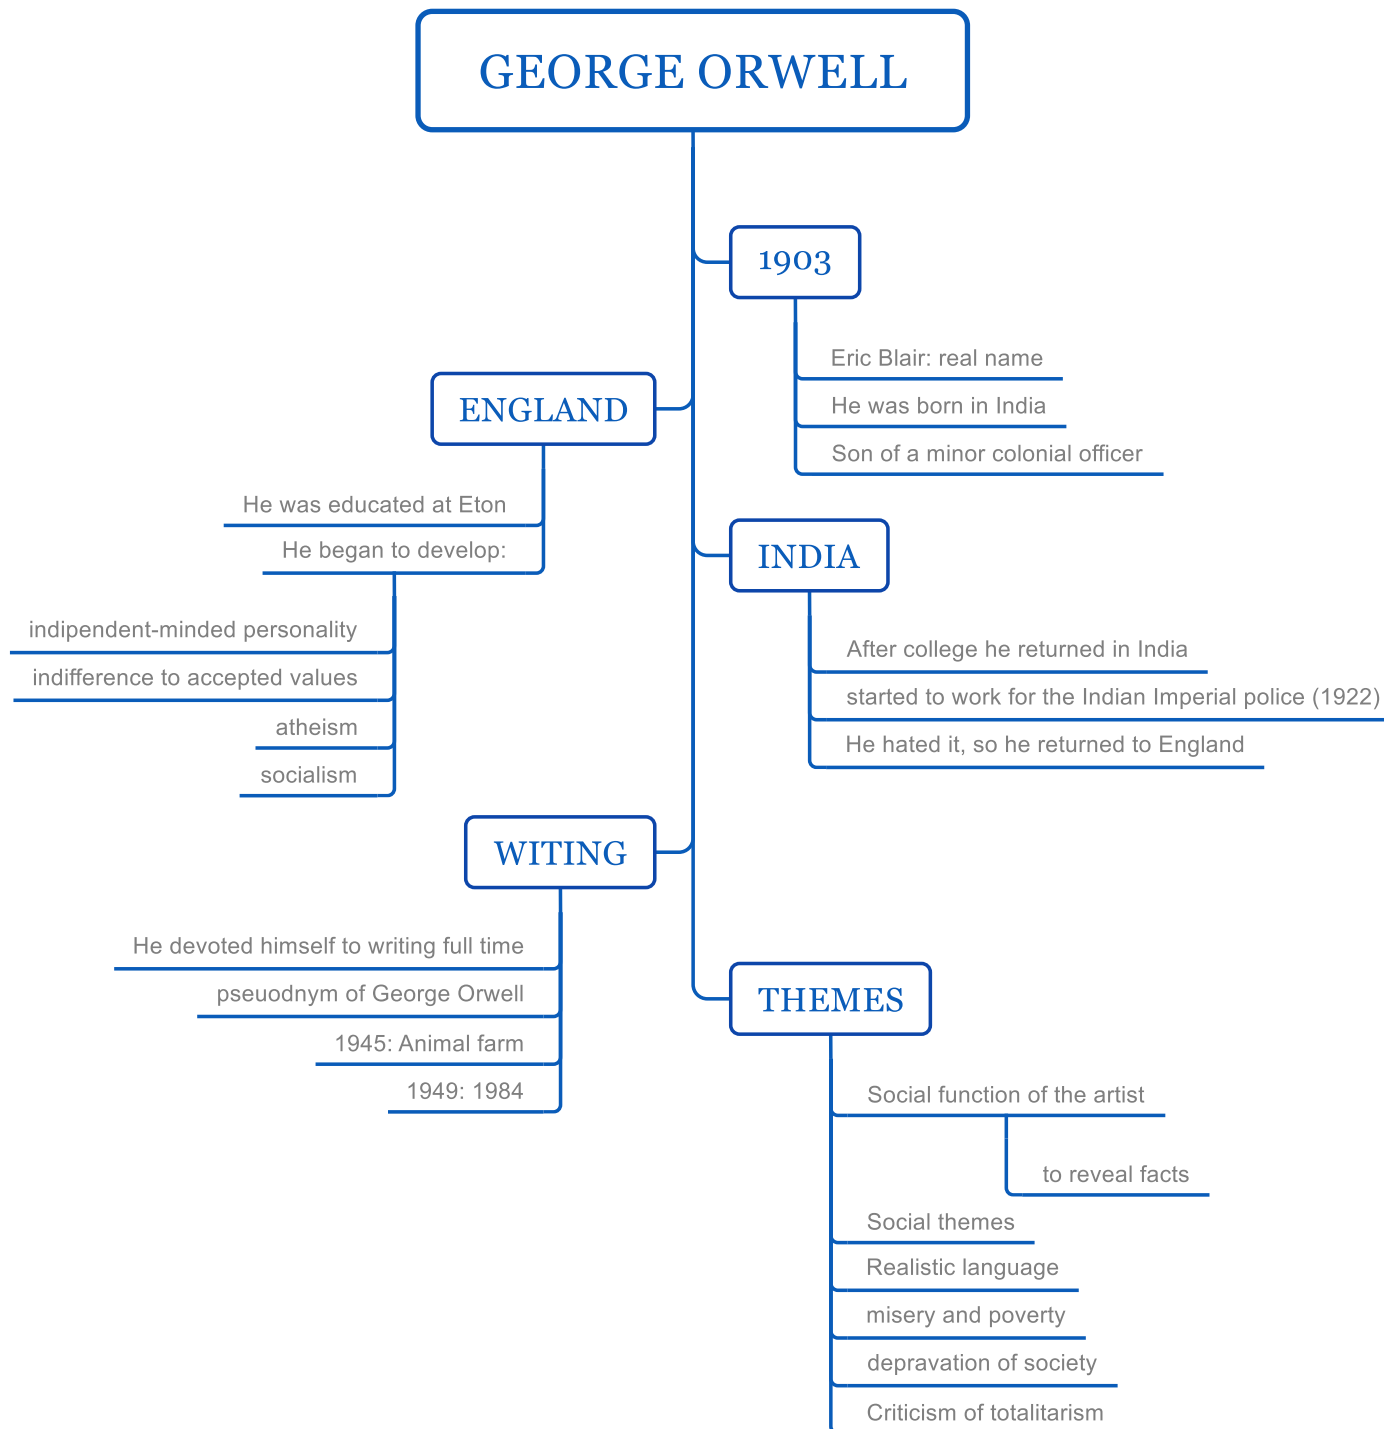 GEORGE ORWELL
1903
Eric Blair: real name
He was born in India
Son of a minor colonial officer
ENGLAND
He was educated at Eton
He began to develop:
indipendent-minded personality
indifference to accepted values
atheism
socialism
INDIA
After college he returned in India
started to work for the Indian Imperial police (1922)
He hated it, so he returned to England
WITING
He devoted himself to writing full time
pseuodnym of George Orwell
1945: Animal farm
1949: 1984
THEMES
Social function of the artist
to reveal facts
Social themes
Realistic language
misery and poverty
depravation of society
Criticism of totalitarism